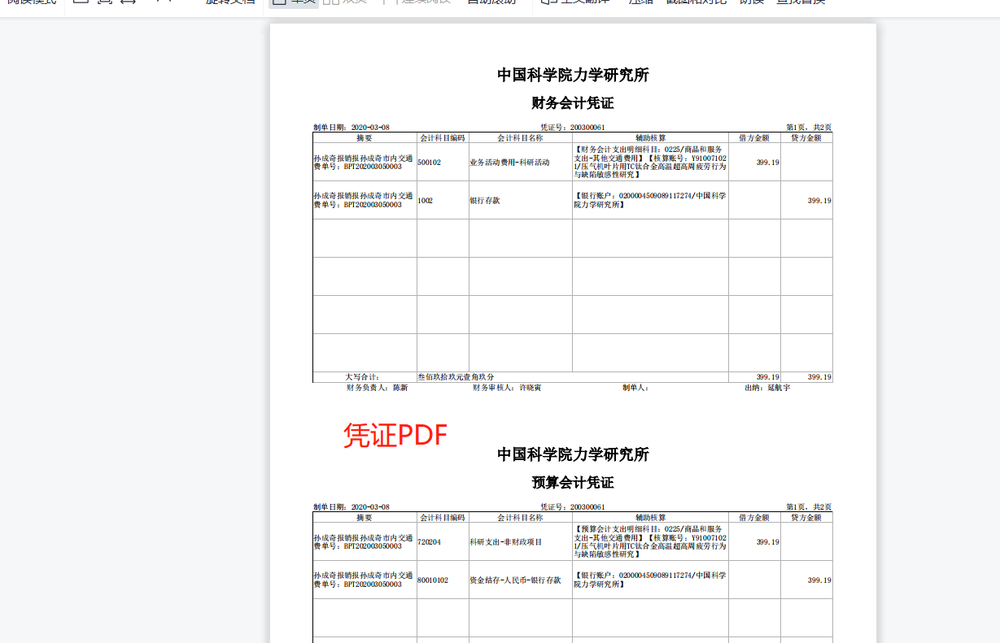 阅读模式 旋转文档 单页 双页 连续阅读 自动滚动 全文翻译 压缩 截图和对比 朗读 查找替换
中国科学院力学研究所
财务会计凭证
制单日期：2020-03-08 凭证号：200300061 第1页，共2页
摘要 会计科目编码 会计科目名称 辅助核算 借方金额 贷方金额
孙成奇报销报孙成奇市内交通
费单号：BPT202003050003
500102
业务活动费用-科研活动
【财务会计支出明细科目：0225/商品和服务
支出-其他交通费用】【核算账号：Y91007102
1/压气机叶片用TC钛合金高温超高周疲劳行为
与缺陷敏感性研究】
399.19
孙成奇报销报孙成奇市内交通
费单号：BPT202003050003
1002
银行存款
【银行账户：0200004509089117274/中国科学
院力学研究所】
399.19
大写合计： 叁佰玖拾玖元壹角玖分 399.19 399.19
财务负责人：陈新 财务审核人：许晓寅 制单人： 出纳：延航宇
凭证PDF
中国科学院力学研究所
预算会计凭证
制单日期：2020-03-08 凭证号：200300061 第1页，共2页
摘要 会计科目编码 会计科目名称 辅助核算 借方金额 贷方金额
孙成奇报销报孙成奇市内交通
费单号：BPT202003050003
720204
科研支出-非财政项目
【预算会计支出明细科目：0225/商品和服务
支出-其他交通费用】【核算账号：Y91007102
1/压气机叶片用TC钛合金高温超高周疲劳行为
与缺陷敏感性研究】
399.19
孙成奇报销报孙成奇市内交通
费单号：BPT202003050003
80010102
资金结存-人民币-银行存款
【银行账户：0200004509089117274/中国科学
院力学研究所】
399.19